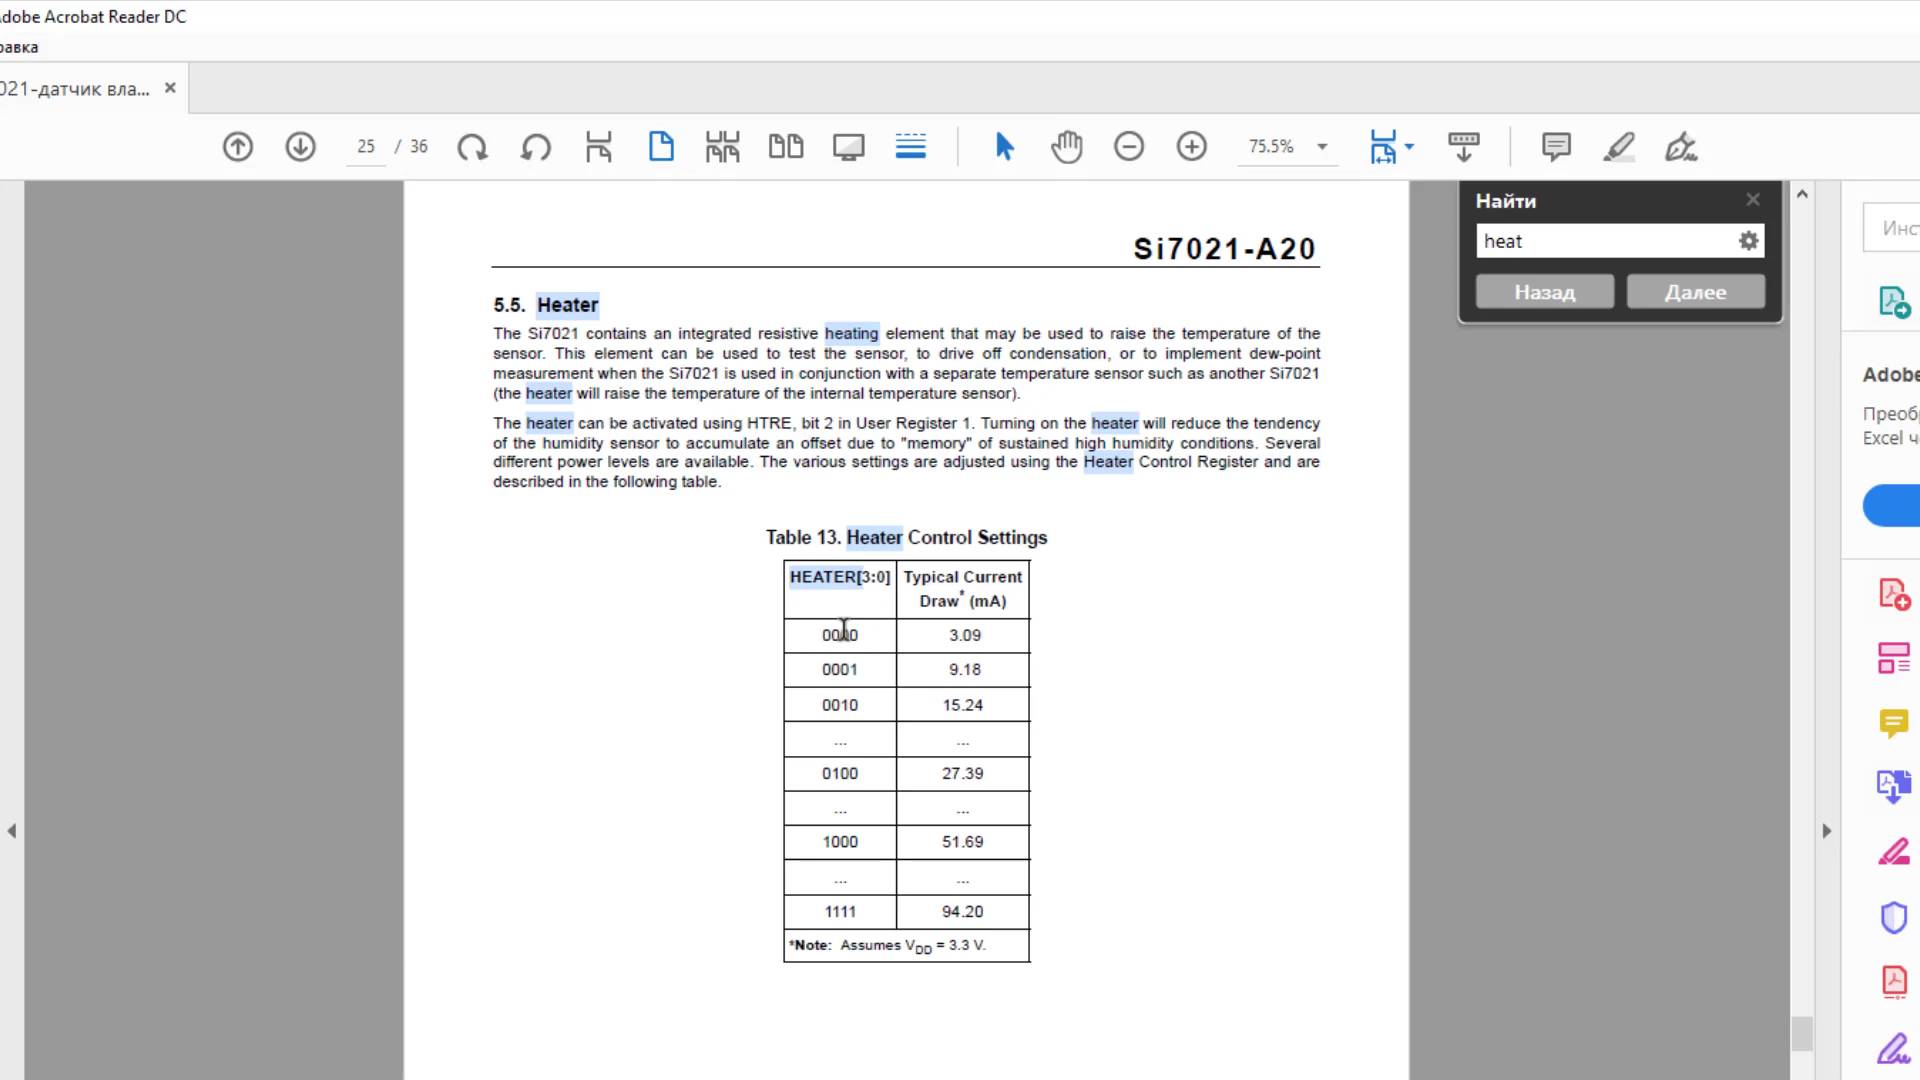 dobe Acrobat Reader DC
равка
021-датчик вла...
25 / 36
75.5%
Найти
heat
Назад
Далее
Инс
Adobe
Преоб
Excel ч
Si7021-A20
5.5. Heater
The Si7021 contains an integrated resistive heating element that may be used to raise the temperature of the
sensor. This element can be used to test the sensor, to drive off condensation, or to implement dew-point
measurement when the Si7021 is used in conjunction with a separate temperature sensor such as another Si7021
(the heater will raise the temperature of the internal temperature sensor).
The heater can be activated using HTRE, bit 2 in User Register 1. Turning on the heater will reduce the tendency
of the humidity sensor to accumulate an offset due to "memory" of sustained high humidity conditions. Several
different power levels are available. The various settings are adjusted using the Heater Control Register and are
described in the following table.
Table 13. Heater Control Settings
HEATER[3:0] Typical Current
Draw* (mA)
0000 3.09
0001 9.18
0010 15.24
... ...
0100 27.39
... ...
1000 51.69
... ...
1111 94.20
*Note: Assumes VDD = 3.3 V.